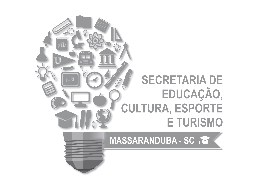 SECRETARIA DE
EDUCAÇÃO,
CULTURA, ESPORTE
E TURISMO
MASSARANDUBA - SC